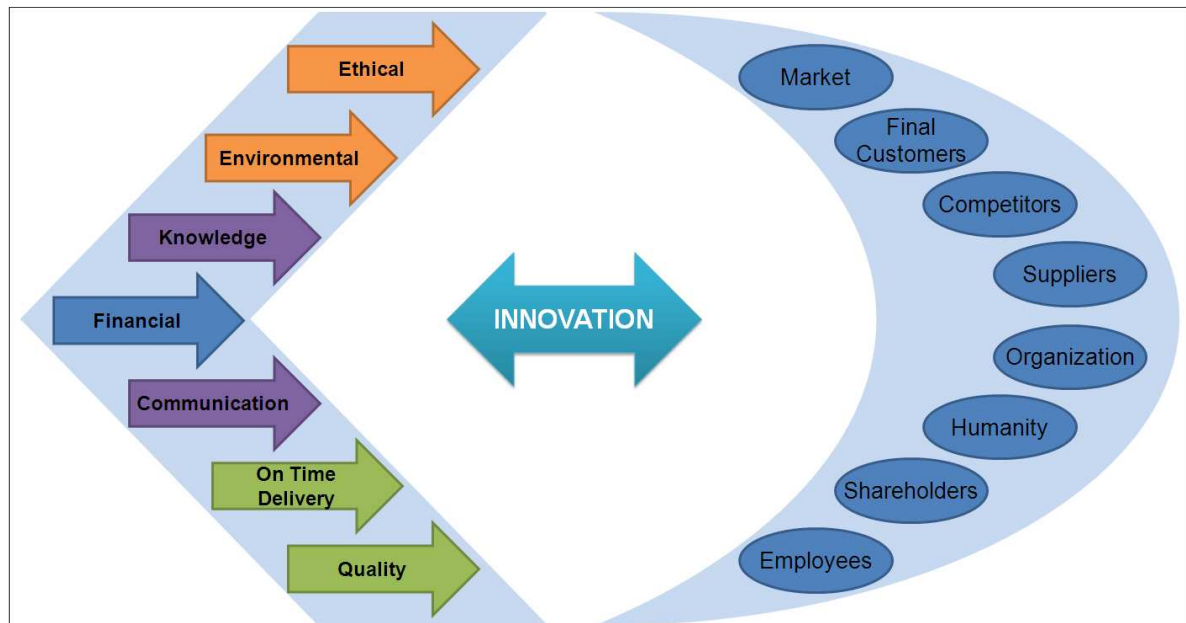 Ethical
Environmental
Knowledge
Financial
Communication
On Time
Delivery
Quality
INNOVATION
Market
Final
Customers
Competitors
Suppliers
Organization
Humanity
Shareholders
Employees